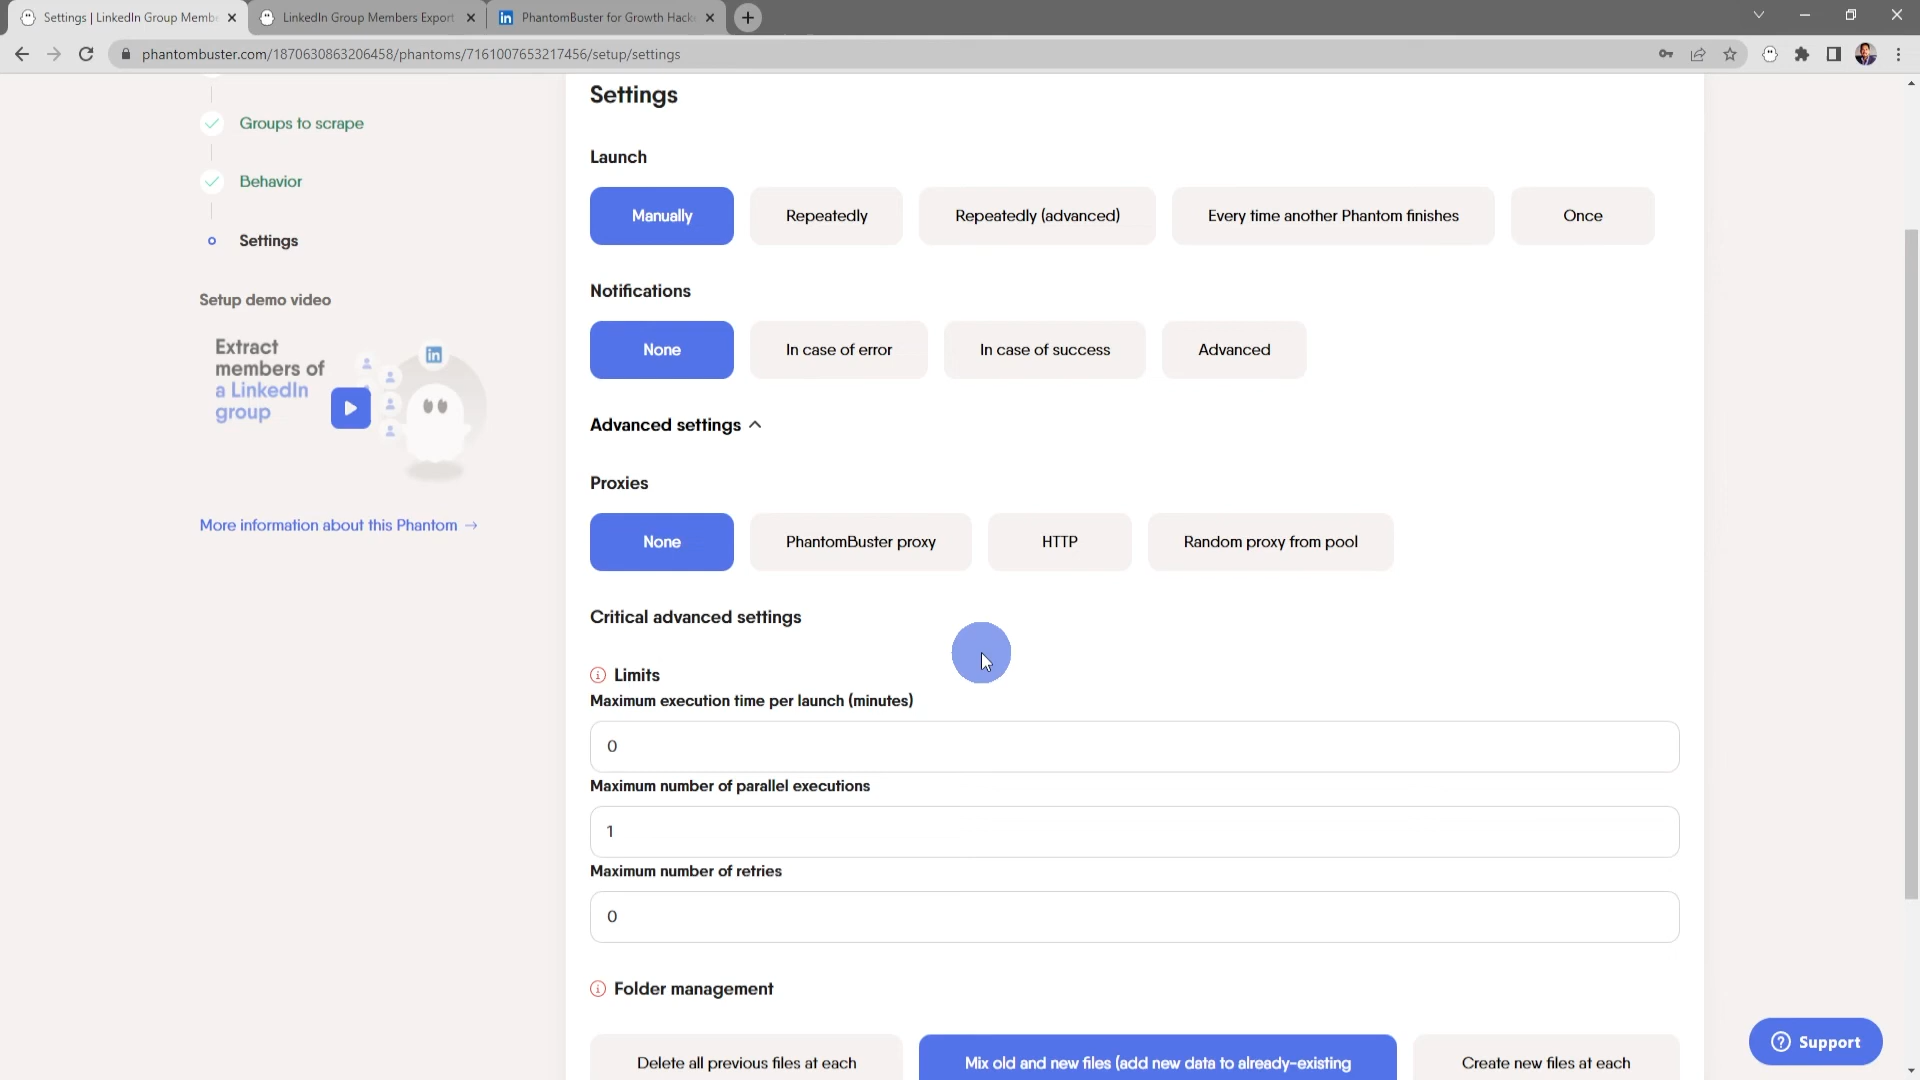 Settings | LinkedIn Group Membe
LinkedIn Group Members Export
PhantomBuster for Growth Hack
phantombuster.com/1870630863206458/phantoms/7161007653217456/setup/settings
Groups to scrape
Behavior
Settings
Setup demo video
Extract
members of
a LinkedIn
group
in
More information about this Phantom →
Settings
Launch
Manually
Repeatedly
Repeatedly (advanced)
Every time another Phantom finishes
Once
Notifications
None
In case of error
In case of success
Advanced
Advanced settings
Proxies
None
PhantomBuster proxy
HTTP
Random proxy from pool
Critical advanced settings
Limits
Maximum execution time per launch (minutes)
0
Maximum number of parallel executions
1
Maximum number of retries
0
Folder management
Delete all previous files at each
Mix old and new files (add new data to already-existing
Create new files at each
Support